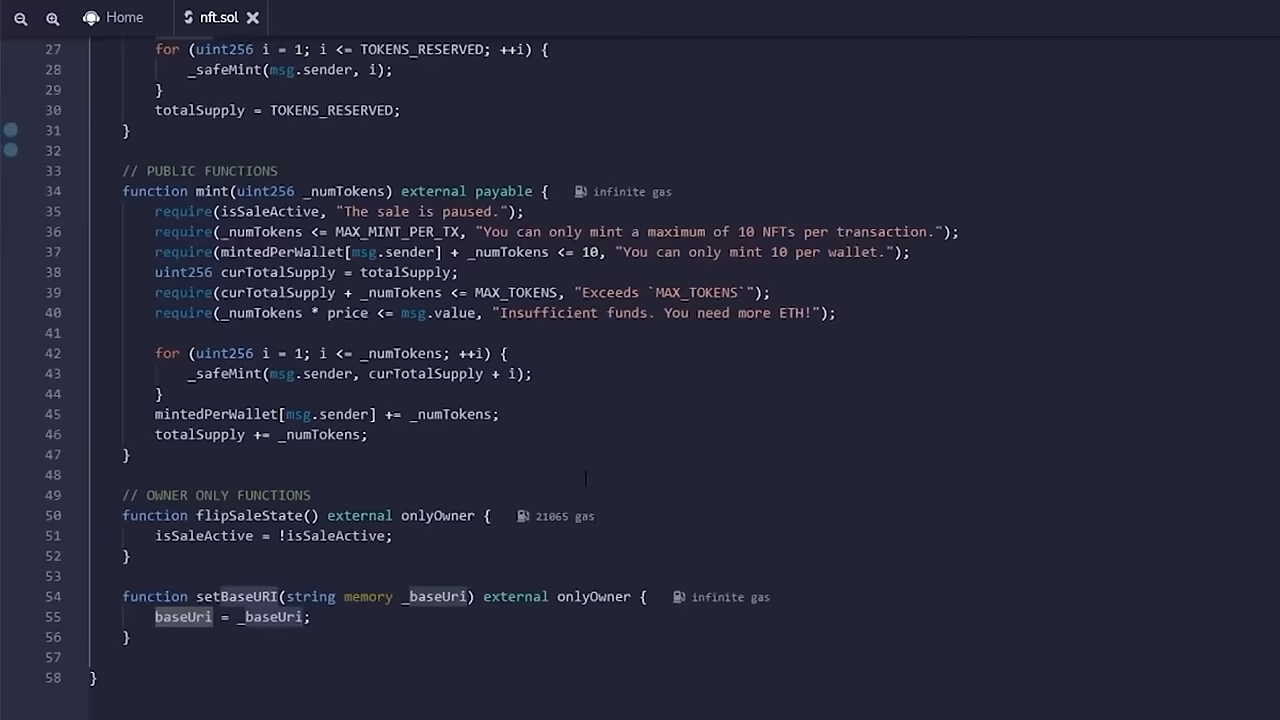 Home
nft.sol
27 for (uint256 i = 1; i <= TOKENS_RESERVED; ++i) {
28 _safeMint(msg.sender, i);
29 }
30 totalSupply = TOKENS_RESERVED;
31 }
32
33 // PUBLIC FUNCTIONS
34 function mint(uint256 _numTokens) external payable { infinite gas
35 require(isSaleActive, "The sale is paused.");
36 require(_numTokens <= MAX_MINT_PER_TX, "You can only mint a maximum of 10 NFTs per transaction.");
37 require(mintedPerWallet[msg.sender] + _numTokens <= 10, "You can only mint 10 per wallet.");
38 uint256 curTotalSupply = totalSupply;
39 require(curTotalSupply + _numTokens <= MAX_TOKENS, "Exceeds `MAX_TOKENS`");
40 require(_numTokens * price <= msg.value, "Insufficient funds. You need more ETH!");
41
42 for (uint256 i = 1; i <= _numTokens; ++i) {
43 _safeMint(msg.sender, curTotalSupply + i);
44 }
45 mintedPerWallet[msg.sender] += _numTokens;
46 totalSupply += _numTokens;
47 }
48
49 // OWNER ONLY FUNCTIONS
50 function flipSaleState() external onlyOwner { 21065 gas
51 isSaleActive = !isSaleActive;
52 }
53
54 function setBaseURI(string memory _baseUri) external onlyOwner { infinite gas
55 baseUri = _baseUri;
56 }
57
58 }